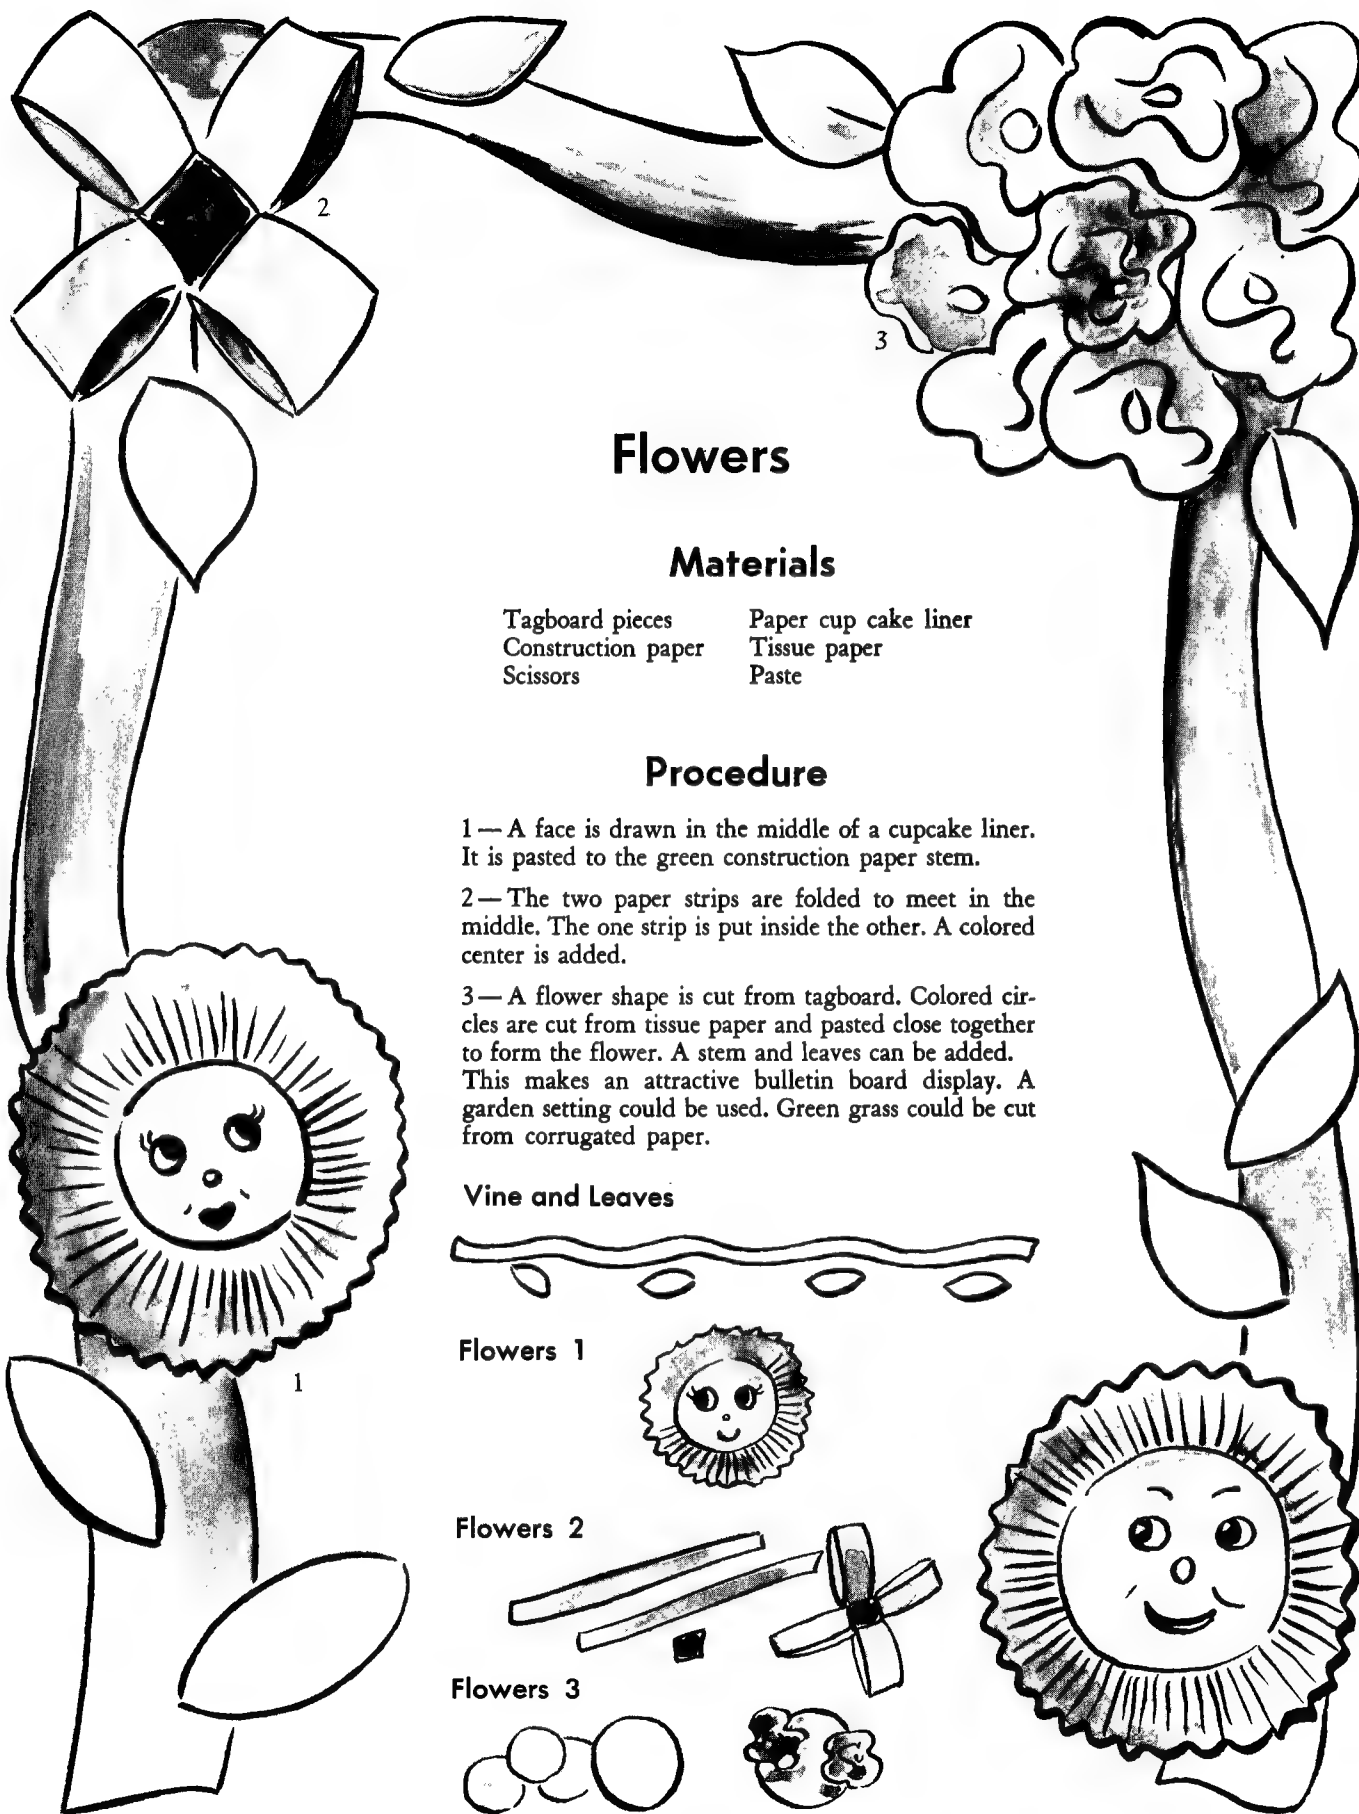 2
3
Flowers
Materials
Tagboard pieces Paper cup cake liner
Construction paper Tissue paper
Scissors Paste
Procedure
1—A face is drawn in the middle of a cupcake liner.
It is pasted to the green construction paper stem.
2—The two paper strips are folded to meet in the
middle. The one strip is put inside the other. A colored
center is added.
3—A flower shape is cut from tagboard. Colored cir-
cles are cut from tissue paper and pasted close together
to form the flower. A stem and leaves can be added.
This makes an attractive bulletin board display. A
garden setting could be used. Green grass could be cut
from corrugated paper.
Vine and Leaves
Flowers 1
1
Flowers 2
Flowers 3